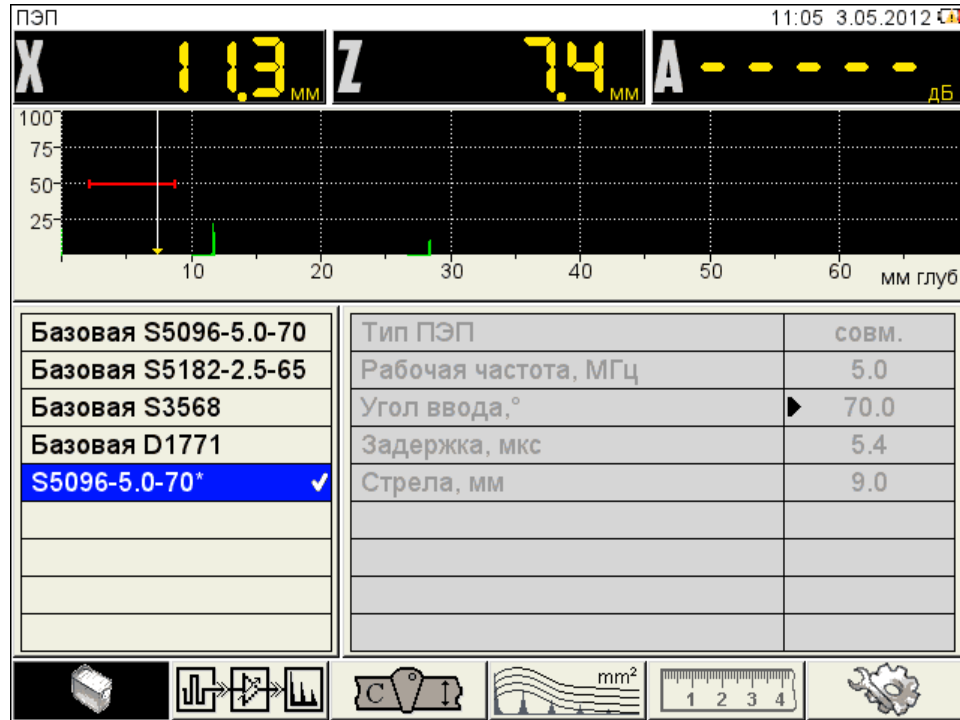 ПЭП 11:05 3.05.2012
X 11.3 мм Z 7.4 мм A ----- дБ
100
75
50
25
10 20 30 40 50 60 мм глуб
Базовая S5096-5.0-70
Базовая S5182-2.5-65
Базовая S3568
Базовая D1771
S5096-5.0-70*
Тип ПЭП совм.
Рабочая частота, МГц 5.0
Угол ввода,° 70.0
Задержка, мкс 5.4
Стрела, мм 9.0
C mm² 1 2 3 4